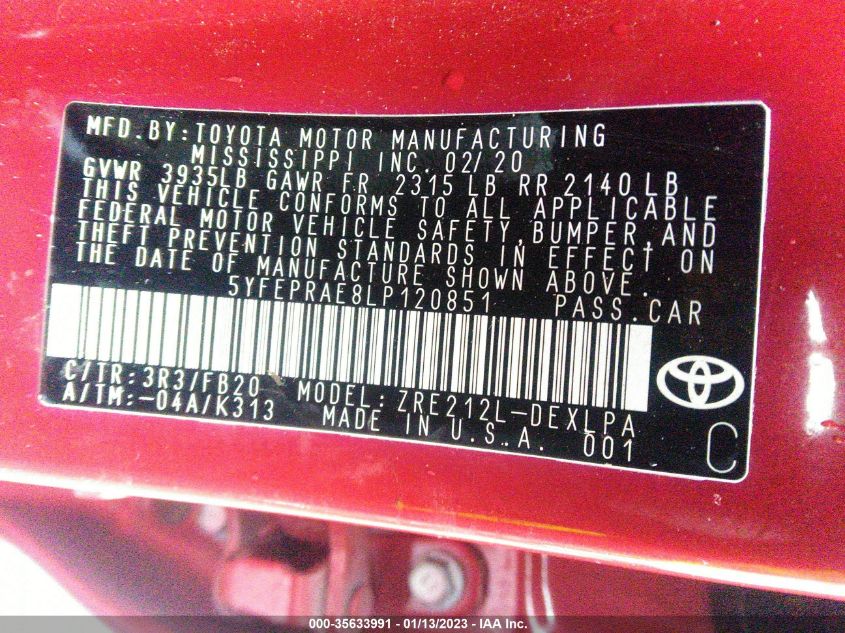 MFD.BY:TOYOTA MOTOR MANUFACTURING
MISSISSIPPI INC. 02/20
GVWR 3935LB GAWR FR 2315LB RR 2140LB
THIS VEHICLE CONFORMS TO ALL APPLICABLE
FEDERAL MOTOR VEHICLE SAFETY,BUMPER,AND
THEFT PREVENTION STANDARDS IN EFFECT ON
THE DATE OF MANUFACTURE SHOWN ABOVE.
5YFEPRAE8LP120851 PASS.CAR
C/TR:3R3/FB20 MODEL:ZRE212L-DEXLPA
A/TM:-04A/K313 MADE IN U.S.A. 001
C
000-35633991 - 01/13/2023 - IAA Inc.